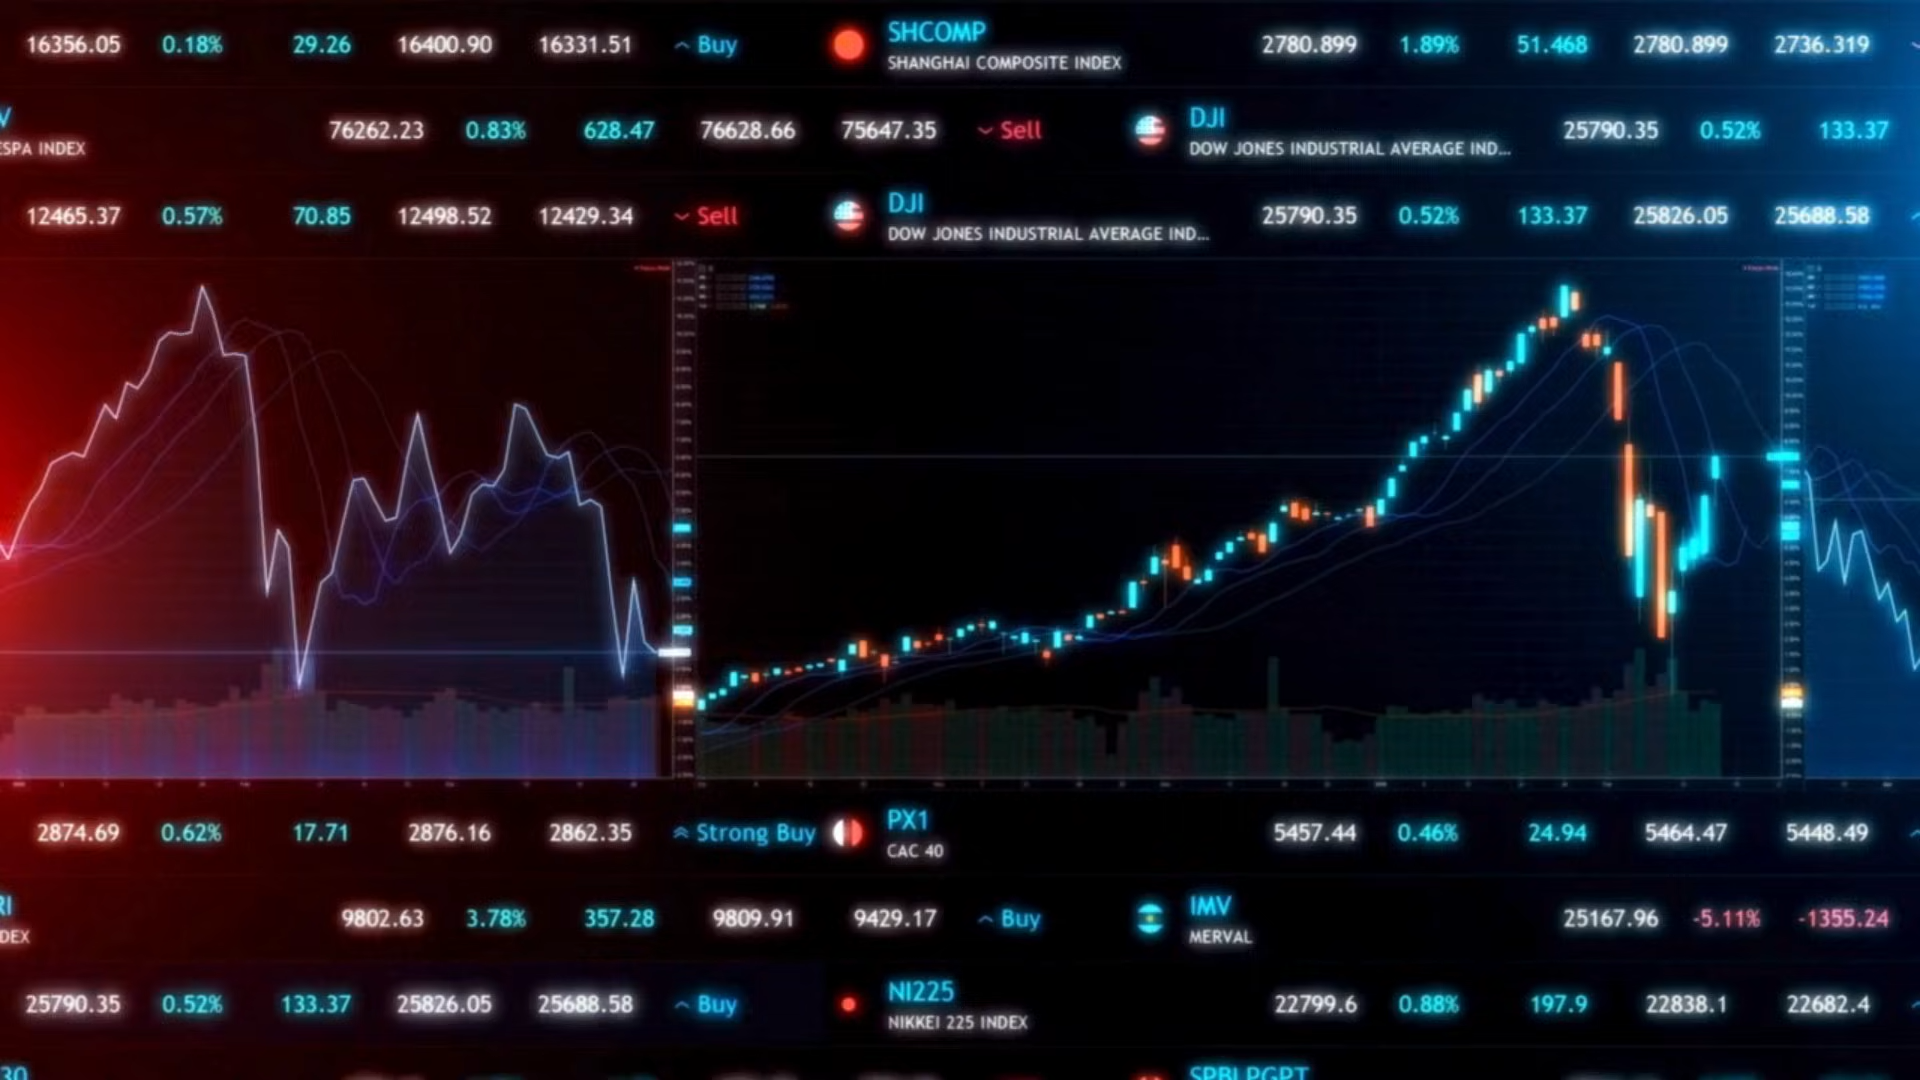 16356.05 0.18% 29.26 16400.90 16331.51 Buy SHCOMP 2780.899 1.89% 51.468 2780.899 2736.319
SHANGHAI COMPOSITE INDEX
V 76262.23 0.83% 628.47 76628.66 75647.35 Sell DJI 25790.35 0.52% 133.37
ESPA INDEX DOW JONES INDUSTRIAL AVERAGE IND...
12465.37 0.57% 70.85 12498.52 12429.34 Sell DJI 25790.35 0.52% 133.37 25826.05 25688.58
DOW JONES INDUSTRIAL AVERAGE IND...
2874.69 0.62% 17.71 2876.16 2862.35 Strong Buy PX1 5457.44 0.46% 24.94 5464.47 5448.49
CAC 40
RI 9802.63 3.78% 357.28 9809.91 9429.17 Buy IMV 25167.96 -5.11% -1355.24
DEX MERVAL
25790.35 0.52% 133.37 25826.05 25688.58 Buy NI225 22799.6 0.88% 197.9 22838.1 22682.4
NIKKEI 225 INDEX
30 SPBLPGPT